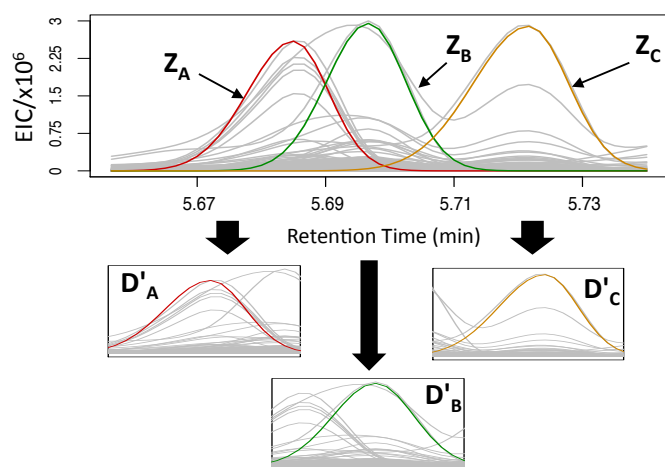 EIC/x10⁶
3
2.25
1.5
0.75
0
Z_A
Z_B
Z_C
5.67
5.69
5.71
5.73
Retention Time (min)
D'_A
D'_C
D'_B